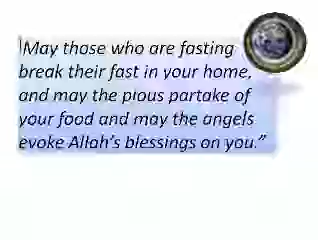 May those who are fasting
break their fast in your home,
and may the pious partake of
your food and may the angels
evoke Allah's blessings on you.”